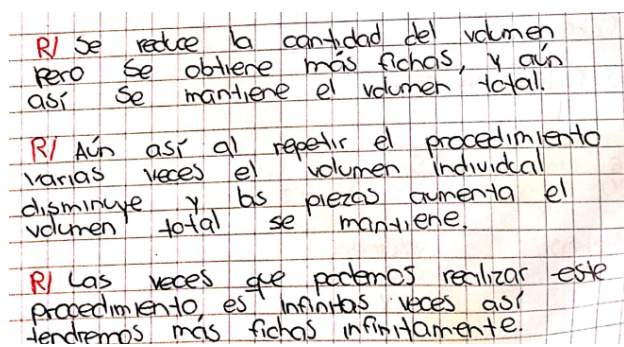 R/ Se reduce la cantidad del volumen
pero se obtiene más fichas, y aún
así se mantiene el volumen total.
R/ Aún así al repetir el procedimiento
varias veces el volumen individual
disminuye y las piezas aumenta el
volumen total se mantiene.
R/ Las veces que podemos realizar este
procedimiento es infinitas veces así
tendremos más fichas infinitamente.